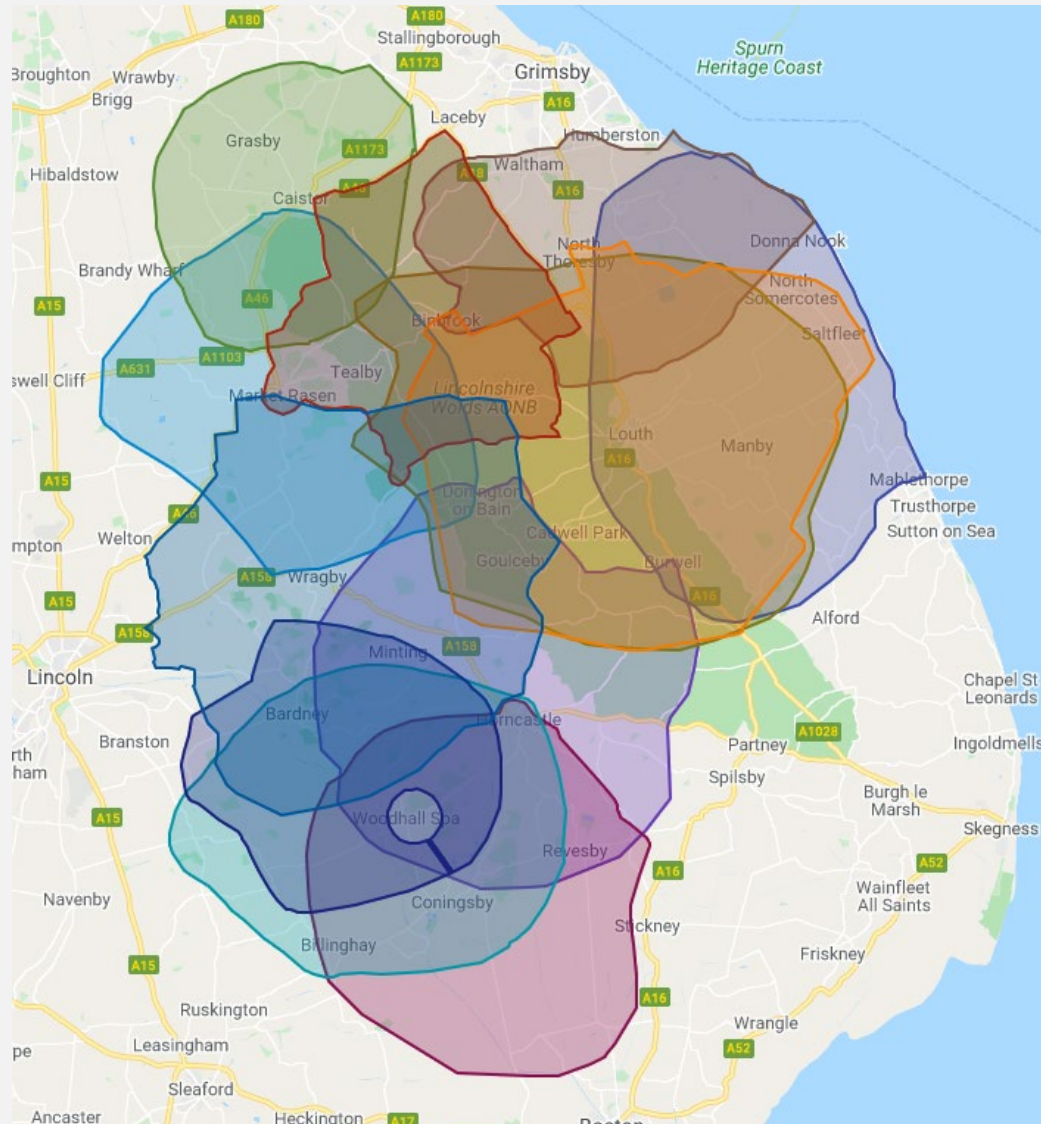 A180
A180
Stallingborough
Broughton
Wrawby
A1173
Spurn
Heritage Coast
Brigg
Grimsby
A16
Laceby
Humberston
Grasby
A1173
Waltham
Hibaldstow
A18
A46
A16
Caistor
North
Thoresby
Donna Nook
Brandy Wharf
North
Somercotes
A46
A15
Binbrook
Saltfleet
A1103
A631
Tealby
swell Cliff
Market Rasen
Lincolnshire
Wolds AONB
Louth
Manby
A16
A15
Mablethorpe
Donington
on Bain
Trusthorpe
A46
Sutton on Sea
Cadwell Park
Welton
mpton
Goulceby
Burwell
Wragby
A158
A15
A16
Alford
A158
A158
Minting
Lincoln
Chapel St
Leonards
Bardney
Horncastle
A1028
Branston
Partney
Ingoldmells
rth
ham
Spilsby
Burgh le
Marsh
A15
Woodhall Spa
Skegness
Revesby
A52
A16
Navenby
Coningsby
Wainfleet
All Saints
Stickney
Billinghay
Friskney
A15
A16
Ruskington
Wrangle
Leasingham
A52
pe
Sleaford
Ancaster
Heckington
A17
Boston